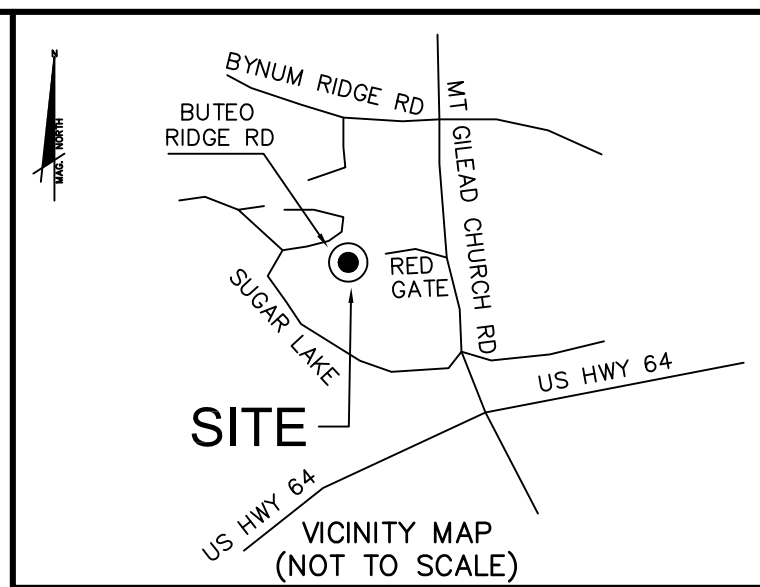 N
MAG. NORTH
BYNUM RIDGE RD
MT GILEAD CHURCH RD
BUTEO
RIDGE RD
RED
GATE
SUGAR LAKE
US HWY 64
SITE
US HWY 64
VICINITY MAP
(NOT TO SCALE)